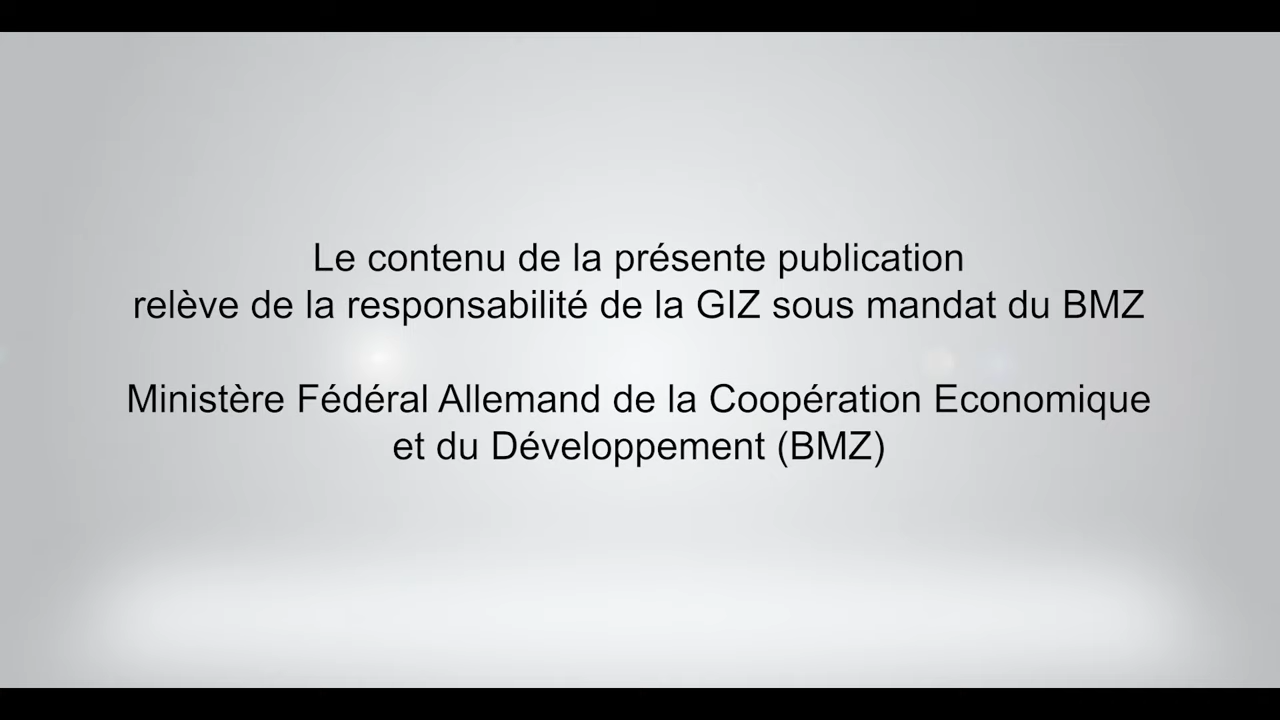 Le contenu de la présente publication
relève de la responsabilité de la GIZ sous mandat du BMZ
Ministère Fédéral Allemand de la Coopération Economique
et du Développement (BMZ)